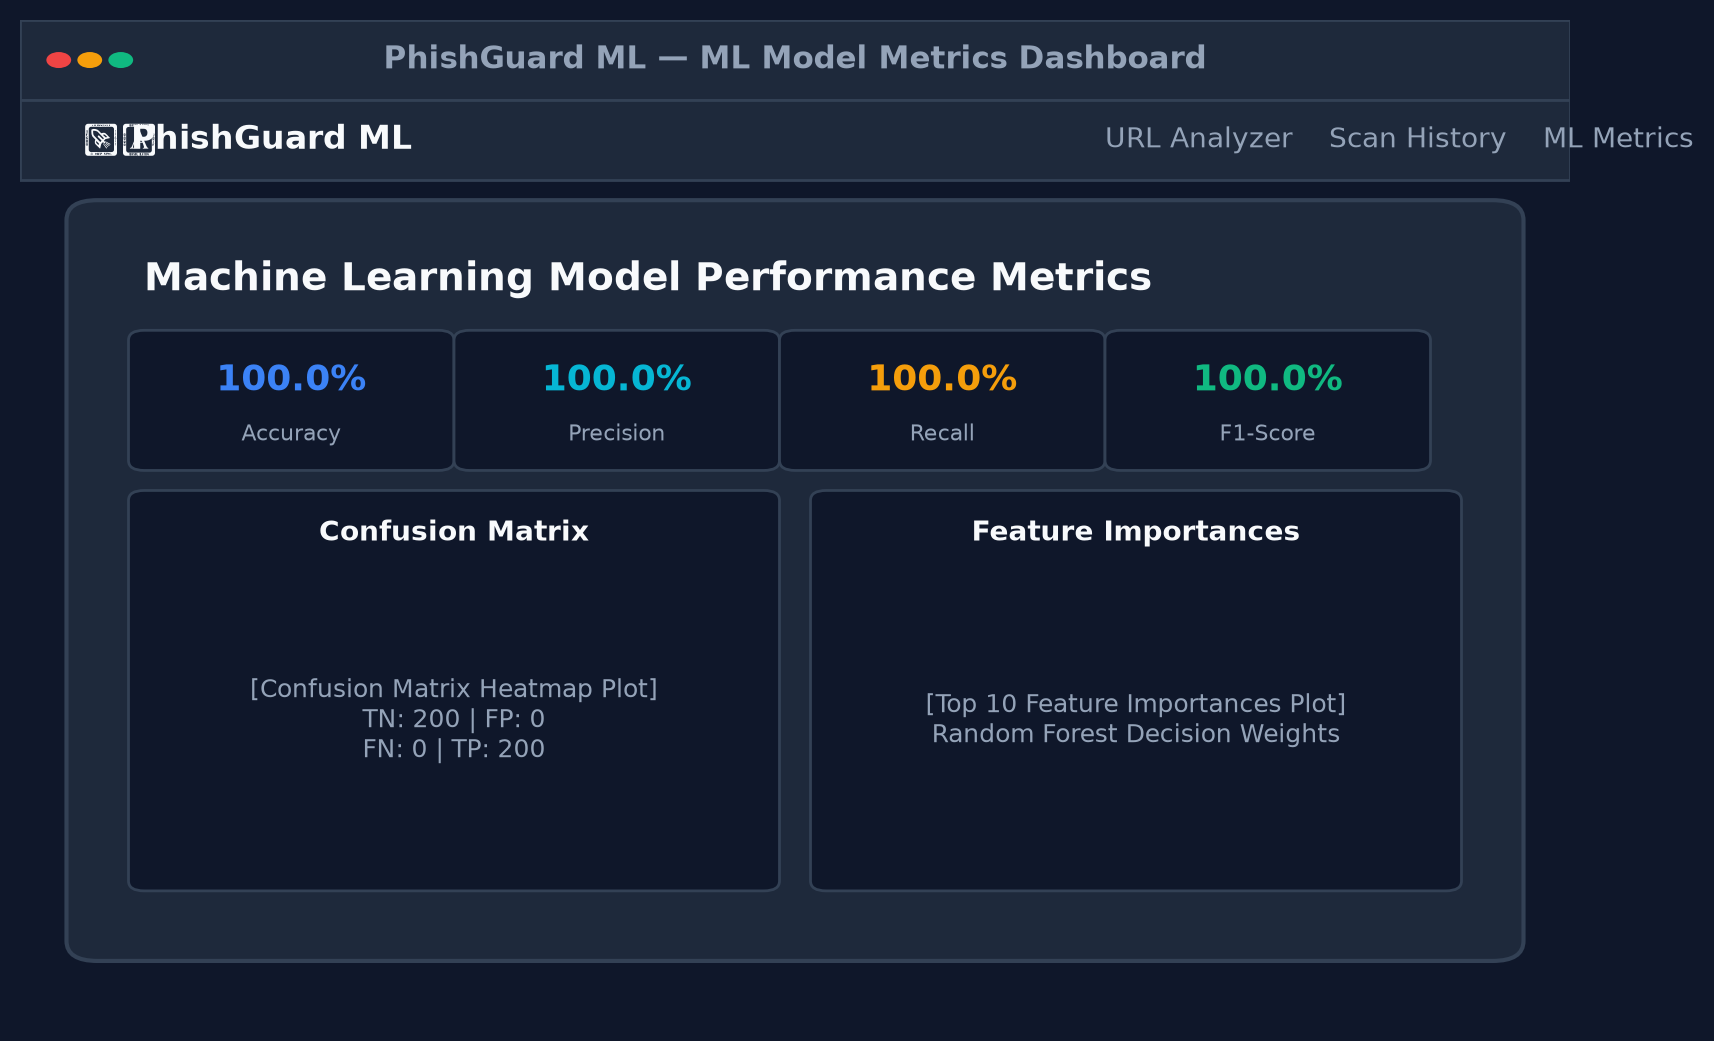 PhishGuard ML — ML Model Metrics Dashboard
PhishGuard ML
URL Analyzer Scan History ML Metrics
Machine Learning Model Performance Metrics
100.0%
Accuracy
100.0%
Precision
100.0%
Recall
100.0%
F1-Score
Confusion Matrix
[Confusion Matrix Heatmap Plot]
TN: 200 | FP: 0
FN: 0 | TP: 200
Feature Importances
[Top 10 Feature Importances Plot]
Random Forest Decision Weights